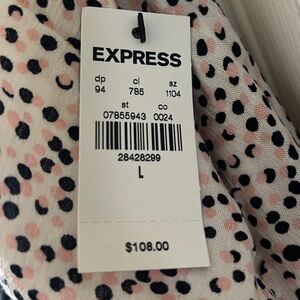 EXPRESS
dp cl sz
94 785 1104
st co
07855943 0024
28428299
L
$108.00